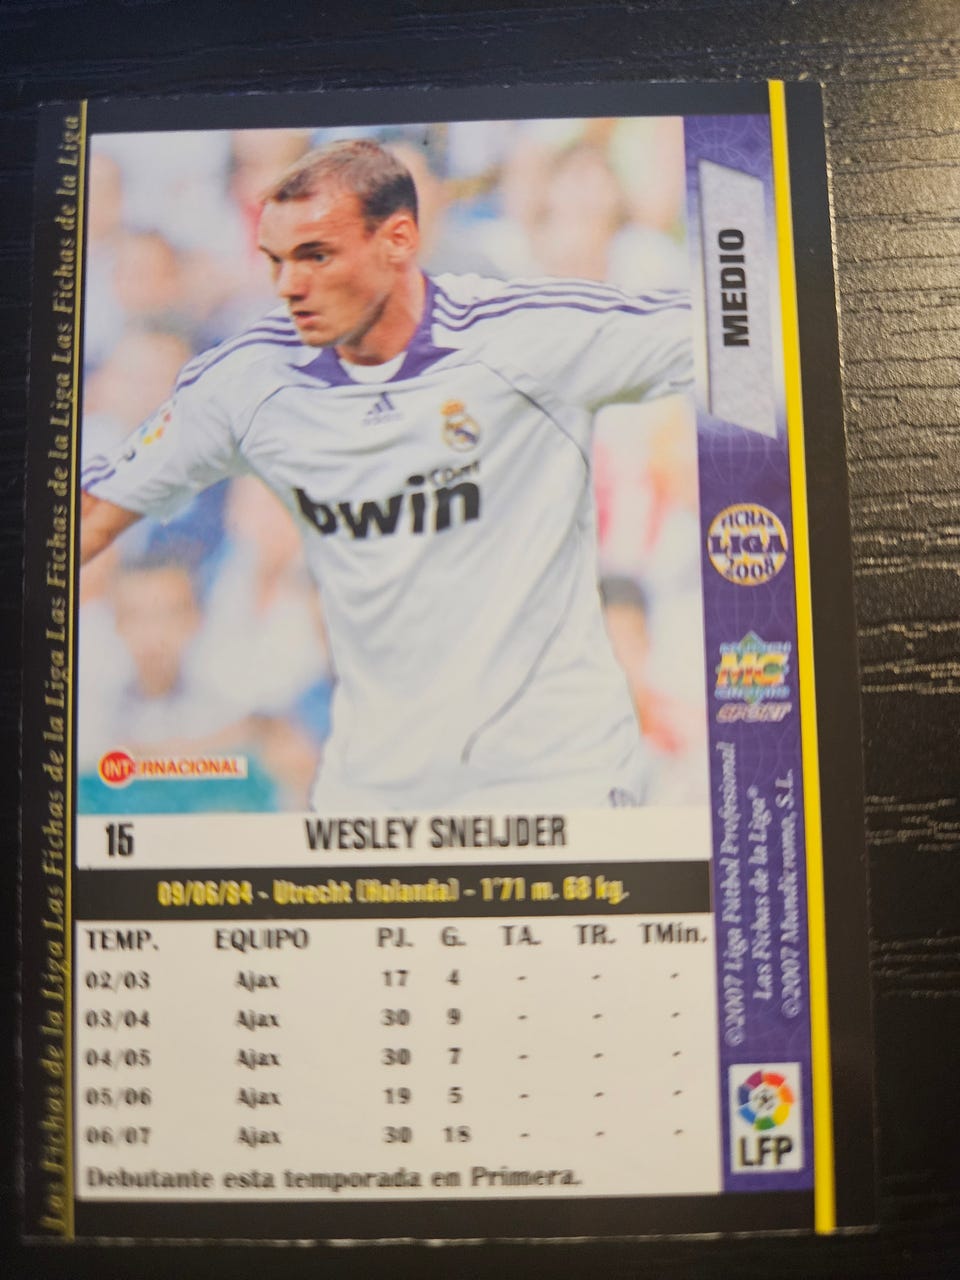 Las Fichas de la Liga Las Fichas de la Liga Las Fichas de la Liga Las Fichas de la Liga
adidas
bwin
.com
MEDIO
FICHAS
LIGA
2008
MC
SPORT
INTERNACIONAL
15 WESLEY SNEIJDER
09/06/84 - Utrecht (Holanda) - 1'71 m. 68 kg.
TEMP. EQUIPO PJ. G. TA. TR. TMin.
02/03 Ajax 17 4 - - -
03/04 Ajax 30 9 - - -
04/05 Ajax 30 7 - - -
05/06 Ajax 19 5 - - -
06/07 Ajax 30 18 - - -
Debutante esta temporada en Primera.
©2007 Liga Fútbol Profesional
Las Fichas de la Liga®
©2007 Mundicromo, S.L.
LFP